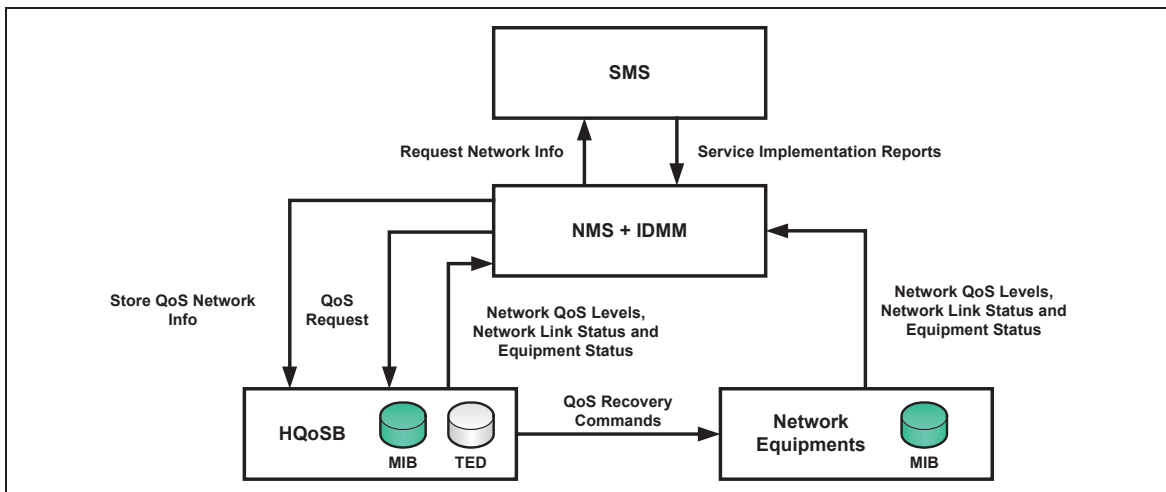 SMS
Request Network Info
Service Implementation Reports
NMS + IDMM
Store QoS Network
Info
QoS
Request
Network QoS Levels,
Network Link Status and
Equipment Status
Network QoS Levels,
Network Link Status and
Equipment Status
HQoSB
MIB
TED
QoS Recovery
Commands
Network
Equipments
MIB